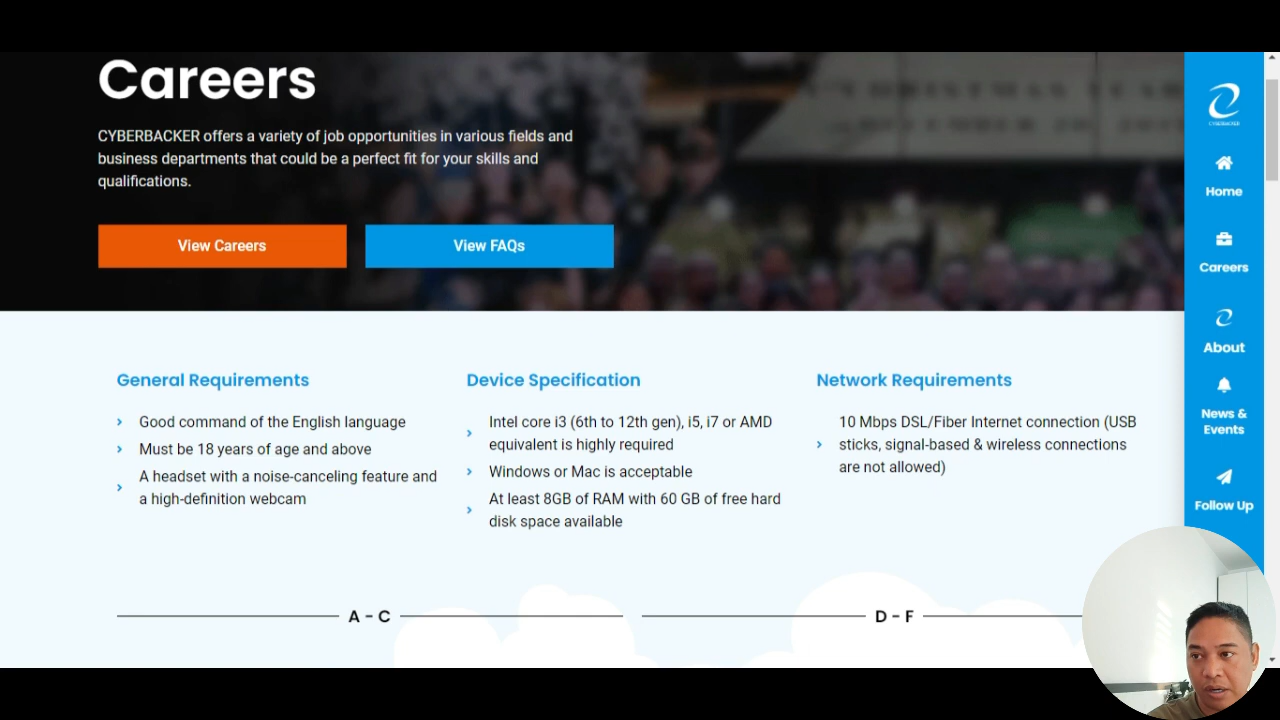 Careers
CYBERBACKER offers a variety of job opportunities in various fields and
business departments that could be a perfect fit for your skills and
qualifications.
View Careers
View FAQs
General Requirements
Good command of the English language
Must be 18 years of age and above
A headset with a noise-canceling feature and
a high-definition webcam
Device Specification
Intel core i3 (6th to 12th gen), i5, i7 or AMD
equivalent is highly required
Windows or Mac is acceptable
At least 8GB of RAM with 60 GB of free hard
disk space available
Network Requirements
10 Mbps DSL/Fiber Internet connection (USB
sticks, signal-based & wireless connections
are not allowed)
A - C
D - F
CYBERBACKER
Home
Careers
About
News &
Events
Follow Up